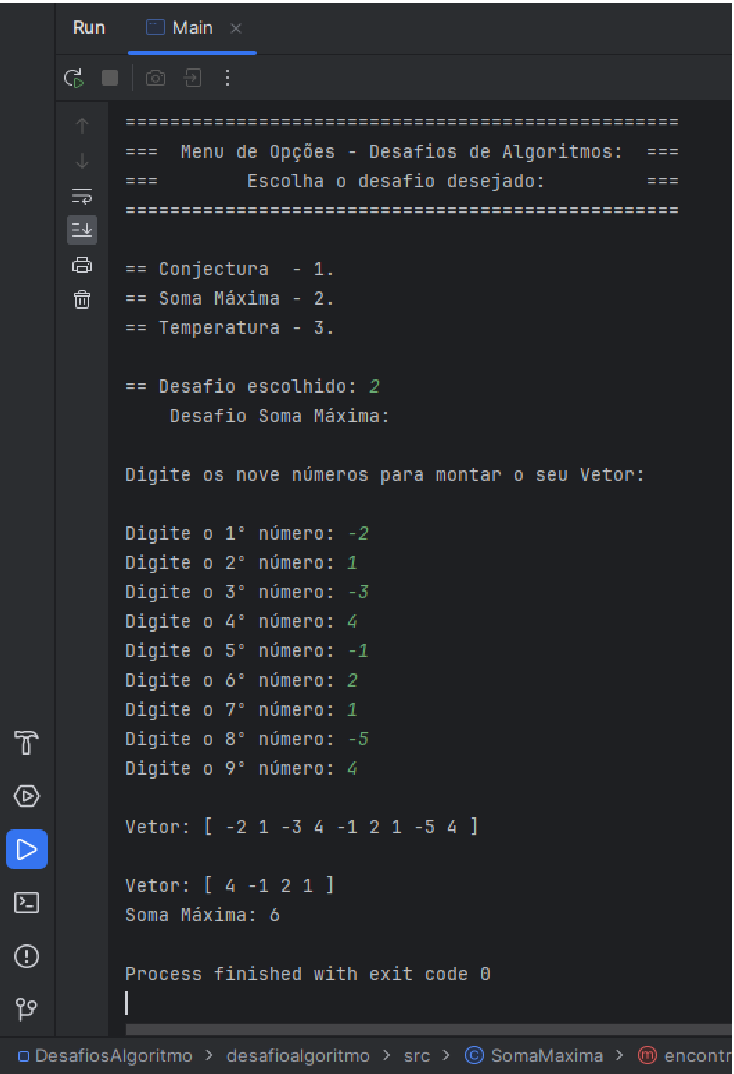 Run Main ×
==================================================
===  Menu de Opções - Desafios de Algoritmos:  ===
===        Escolha o desafio desejado:         ===
==================================================
== Conjectura  - 1.
== Soma Máxima - 2.
== Temperatura - 3.
== Desafio escolhido: 2
Desafio Soma Máxima:
Digite os nove números para montar o seu Vetor:
Digite o 1° número: -2
Digite o 2° número: 1
Digite o 3° número: -3
Digite o 4° número: 4
Digite o 5° número: -1
Digite o 6° número: 2
Digite o 7° número: 1
Digite o 8° número: -5
Digite o 9° número: 4
Vetor: [ -2 1 -3 4 -1 2 1 -5 4 ]
Vetor: [ 4 -1 2 1 ]
Soma Máxima: 6
Process finished with exit code 0
DesafiosAlgoritmo > desafioalgoritmo > src > © SomaMaxima > m encontr